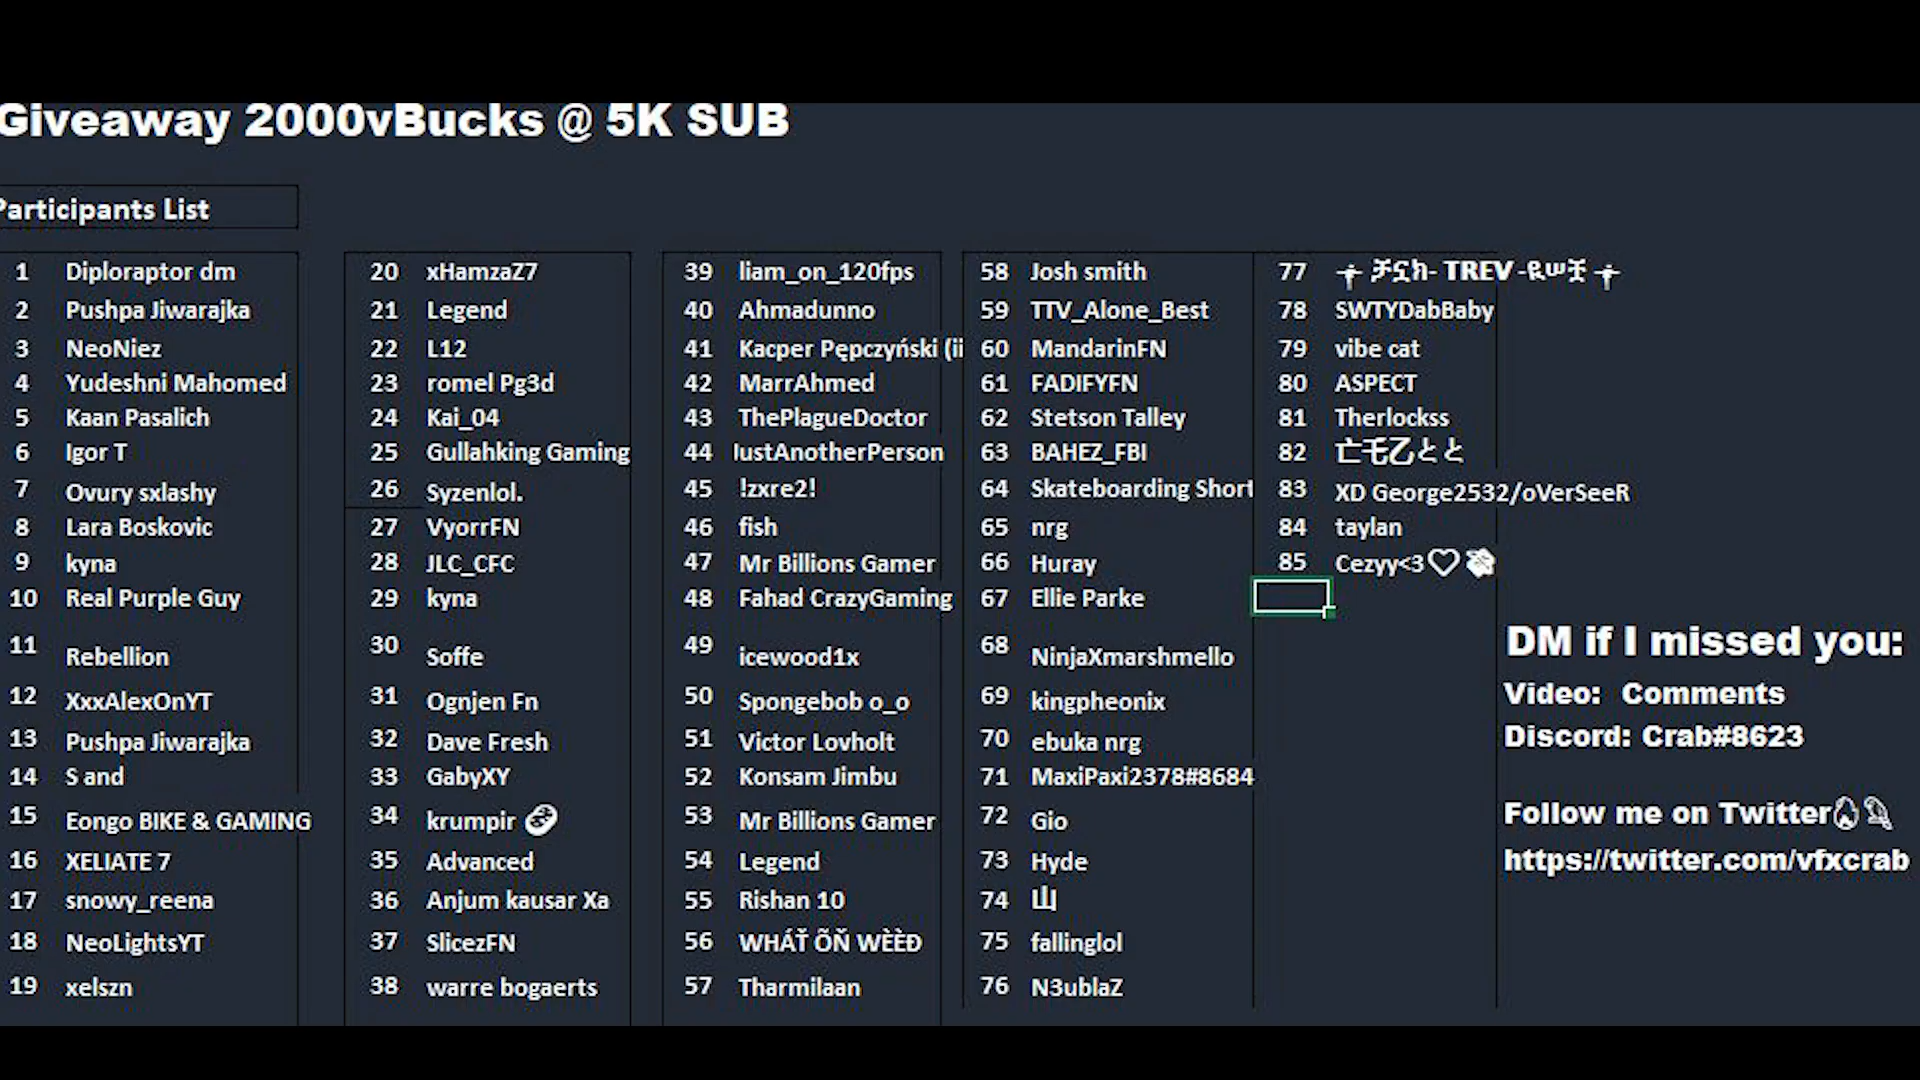 Giveaway 2000vBucks @ 5K SUB
Participants List
1 Diploraptor dm
2 Pushpa Jiwarajka
3 NeoNiez
4 Yudeshni Mahomed
5 Kaan Pasalich
6 Igor T
7 Ovury sxlashy
8 Lara Boskovic
9 kyna
10 Real Purple Guy
11 Rebellion
12 XxxAlexOnYT
13 Pushpa Jiwarajka
14 S and
15 Eongo BIKE & GAMING
16 XELIATE 7
17 snowy_reena
18 NeoLightsYT
19 xelszn
20 xHamzaZ7
21 Legend
22 L12
23 romel Pg3d
24 Kai_04
25 Gullahking Gaming
26 Syzenlol.
27 VyorrFN
28 JLC_CFC
29 kyna
30 Soffe
31 Ognjen Fn
32 Dave Fresh
33 GabyXY
34 krumpir 🥔
35 Advanced
36 Anjum kausar Xa
37 SlicezFN
38 warre bogaerts
39 liam_on_120fps
40 Ahmadunno
41 Kacper Pępczyński (ii
42 MarrAhmed
43 ThePlagueDoctor
44 JustAnotherPerson
45 !zxre2!
46 fish
47 Mr Billions Gamer
48 Fahad CrazyGaming
49 icewood1x
50 Spongebob o_o
51 Victor Lovholt
52 Konsam Jimbu
53 Mr Billions Gamer
54 Legend
55 Rishan 10
56 WHÁŤ ÕŇ WÈÈĐ
57 Tharmilaan
58 Josh smith
59 TTV_Alone_Best
60 MandarinFN
61 FADIFYFN
62 Stetson Talley
63 BAHEZ_FBI
64 Skateboarding Short
65 nrg
66 Huray
67 Ellie Parke
68 NinjaXmarshmello
69 kingpheonix
70 ebuka nrg
71 MaxiPaxi2378#8684
72 Gio
73 Hyde
74
75 fallinglol
76 N3ublaZ
77 TREV
78 SWTYDabBaby
79 vibe cat
80 ASPECT
81 Therlockss
82 亡乇乙とと
83 XD George2532/oVerSeeR
84 taylan
85 Cezyy<3♡
DM if I missed you:
Video: Comments
Discord: Crab#8623
Follow me on Twitter
https://twitter.com/vfxcrab